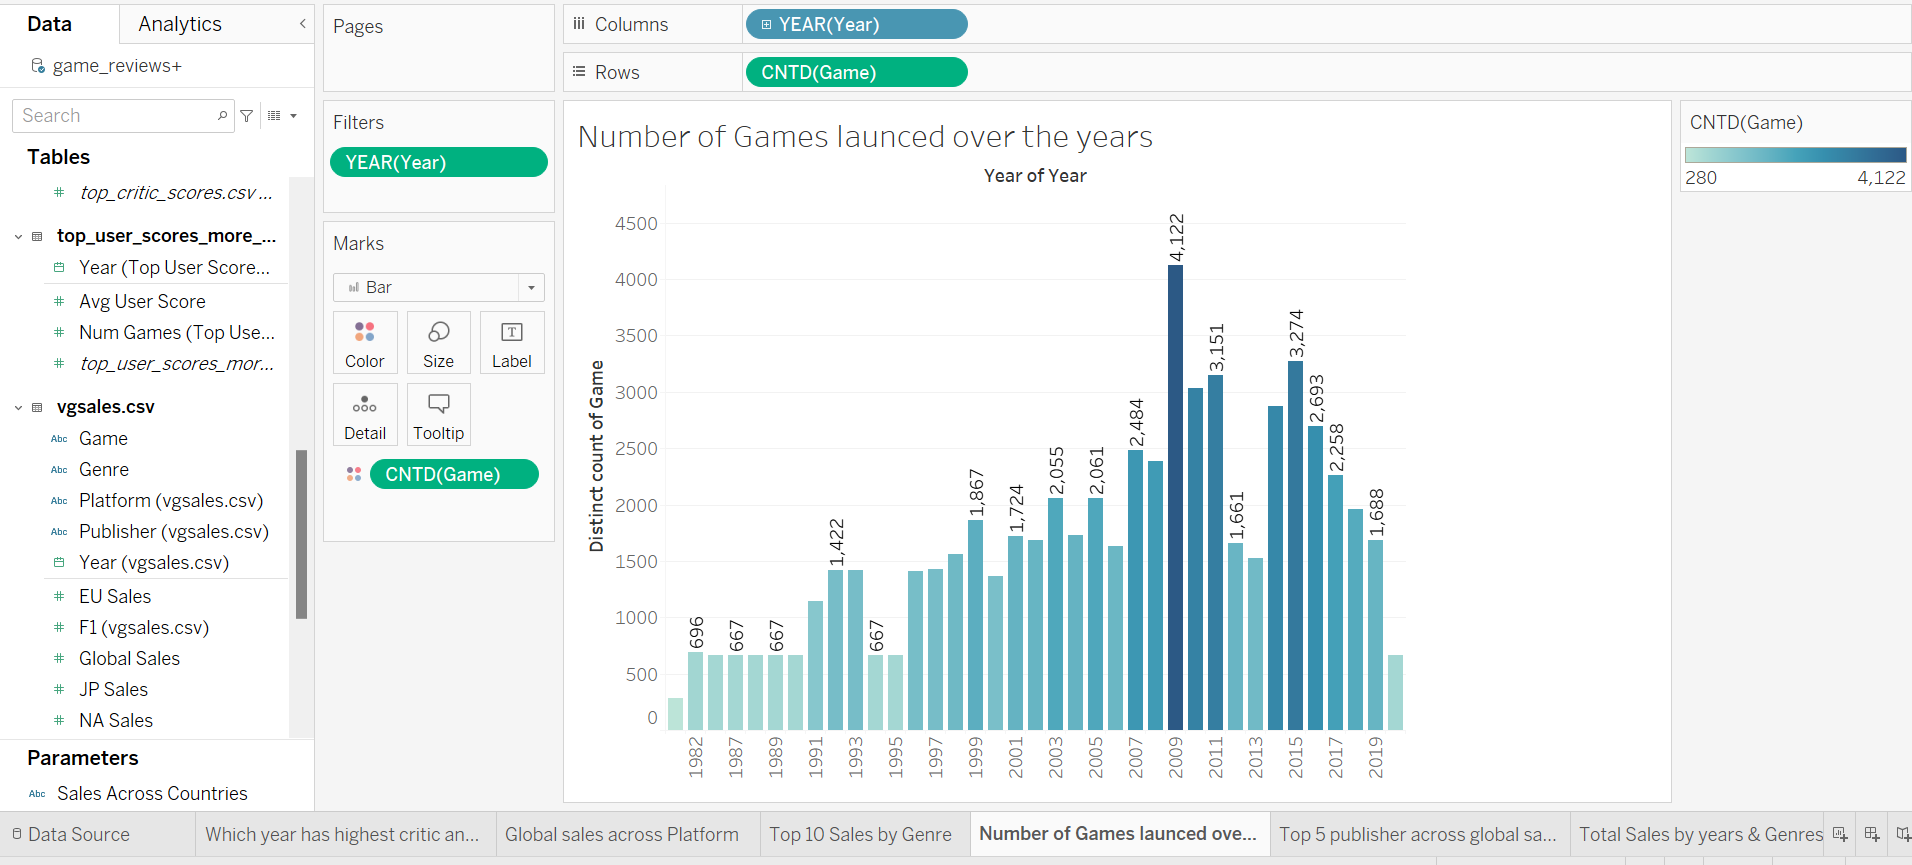 Data
Analytics
game_reviews+
Search
Tables
top_critic_scores.csv ...
top_user_scores_more_...
Year (Top User Score...
Avg User Score
Num Games (Top Use...
top_user_scores_mor...
vgsales.csv
Abc Game
Abc Genre
Abc Platform (vgsales.csv)
Abc Publisher (vgsales.csv)
Year (vgsales.csv)
EU Sales
F1 (vgsales.csv)
Global Sales
JP Sales
NA Sales
Parameters
Abc Sales Across Countries
Pages
Filters
YEAR(Year)
Marks
Bar
Color
Size
T
Label
Detail
Tooltip
CNTD(Game)
Columns
YEAR(Year)
Rows
CNTD(Game)
Number of Games launced over the years
Year of Year
Distinct count of Game
4500
4000
3500
3000
2500
2000
1500
1000
500
0
696
667
667
1,422
667
1,867
1,724
2,055
2,061
2,484
4,122
3,151
1,661
3,274
2,693
2,258
1,688
1982
1987
1989
1991
1993
1995
1997
1999
2001
2003
2005
2007
2009
2011
2013
2015
2017
2019
CNTD(Game)
280
4,122
Data Source
Which year has highest critic an...
Global sales across Platform
Top 10 Sales by Genre
Number of Games launced ove...
Top 5 publisher across global sa...
Total Sales by years & Genres